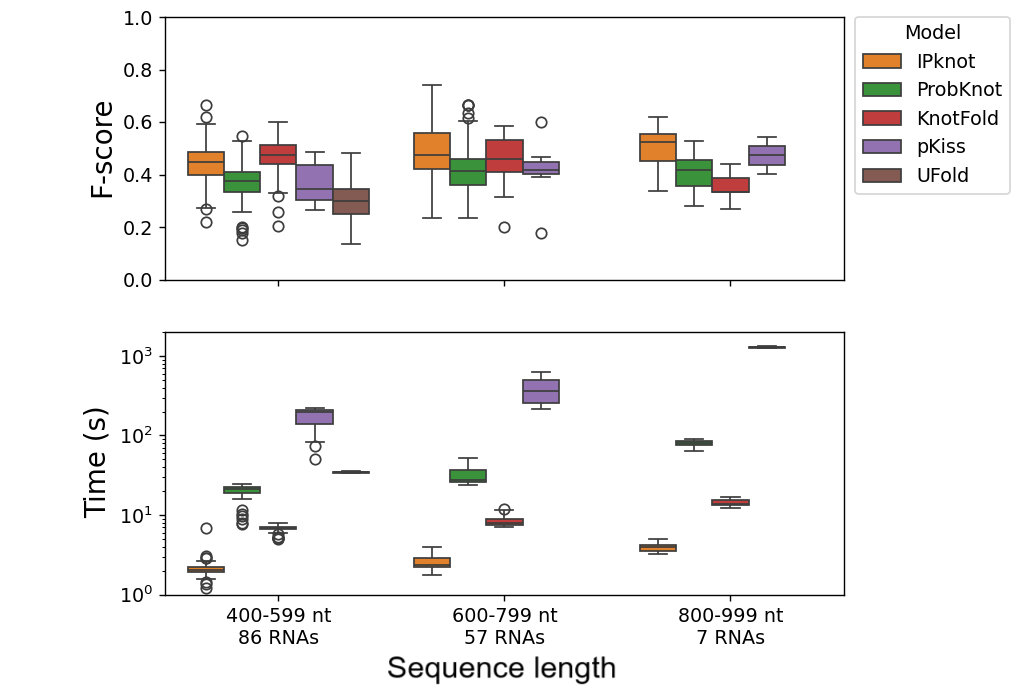 1.0
0.8
0.6
0.4
0.2
0.0
F-score
Model
IPknot
ProbKnot
KnotFold
pKiss
UFold
10³
10²
10¹
10⁰
Time (s)
400-599 nt
86 RNAs
600-799 nt
57 RNAs
800-999 nt
7 RNAs
Sequence length